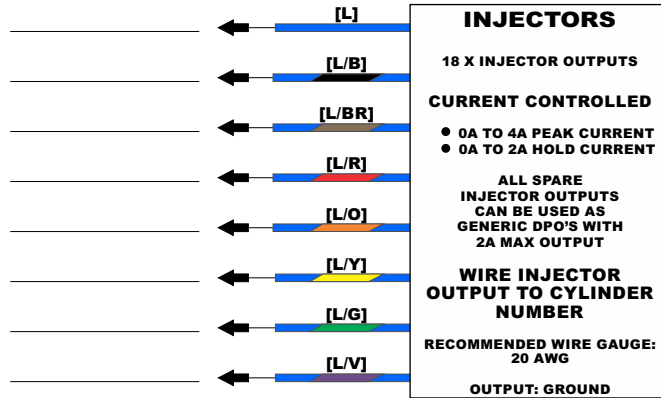 [L]
[L/B]
[L/BR]
[L/R]
[L/O]
[L/Y]
[L/G]
[L/V]
INJECTORS
18 X INJECTOR OUTPUTS
CURRENT CONTROLLED
● 0A TO 4A PEAK CURRENT
● 0A TO 2A HOLD CURRENT
ALL SPARE
INJECTOR OUTPUTS
CAN BE USED AS
GENERIC DPO'S WITH
2A MAX OUTPUT
WIRE INJECTOR
OUTPUT TO CYLINDER
NUMBER
RECOMMENDED WIRE GAUGE:
20 AWG
OUTPUT: GROUND